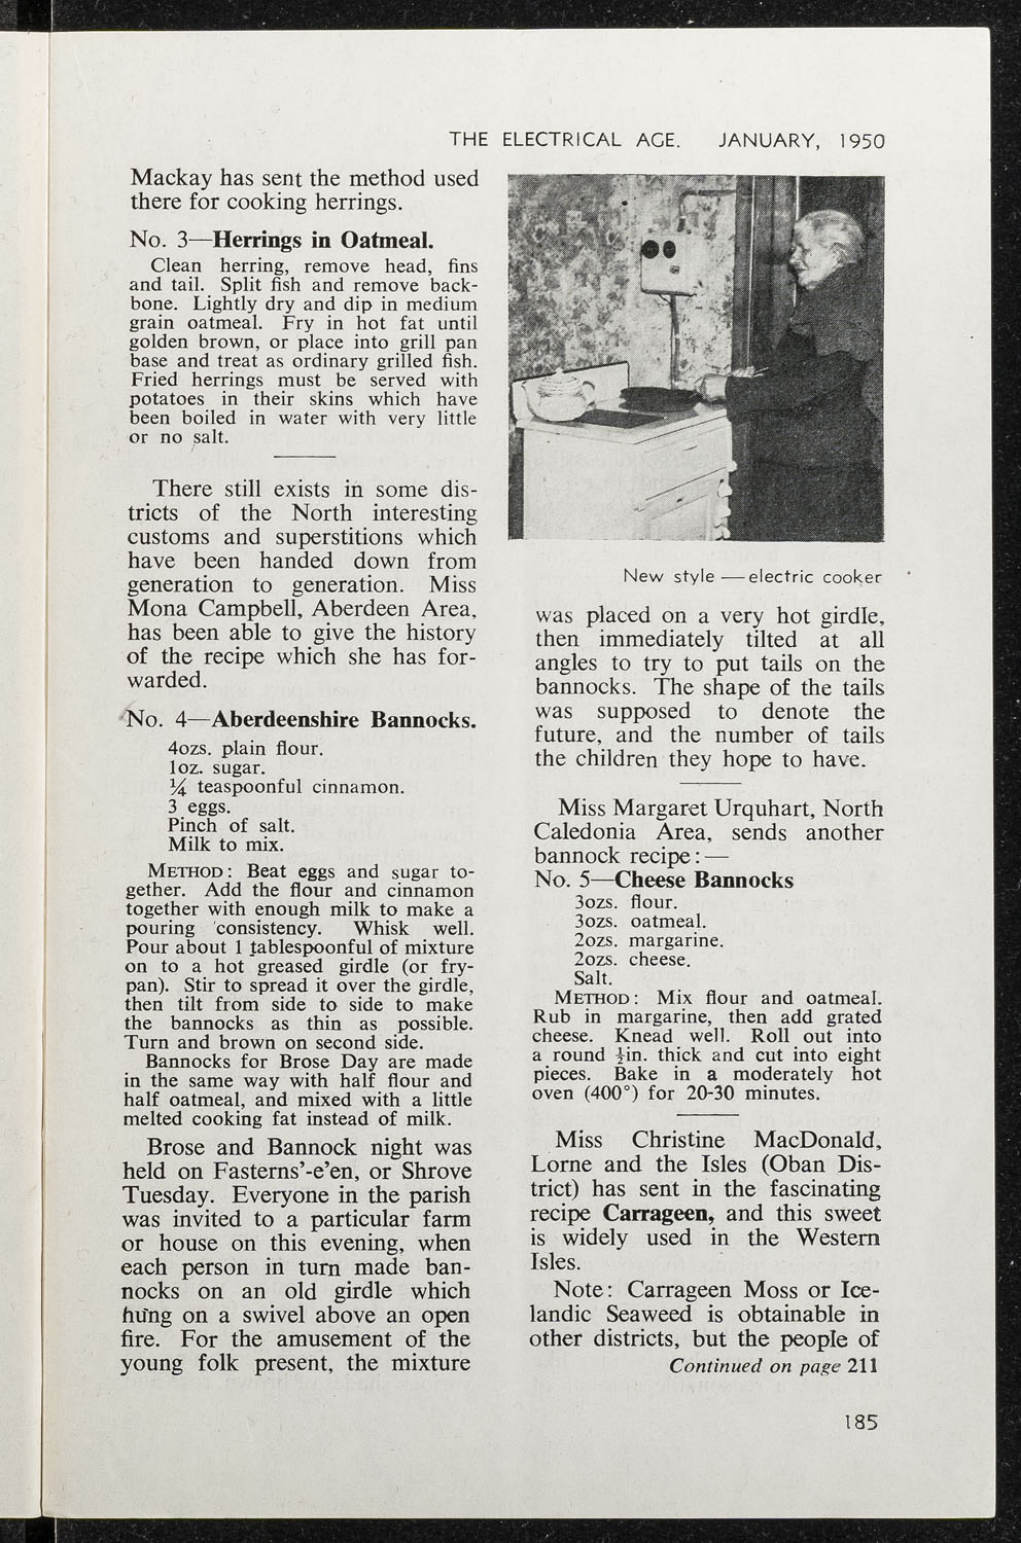 THE ELECTRICAL AGE. JANUARY, 1950
Mackay has sent the method used
there for cooking herrings.
No. 3—Herrings in Oatmeal.
Clean herring, remove head, fins
and tail. Split fish and remove back-
bone. Lightly dry and dip in medium
grain oatmeal. Fry in hot fat until
golden brown, or place into grill pan
base and treat as ordinary grilled fish.
Fried herrings must be served with
potatoes in their skins which have
been boiled in water with very little
or no salt.
There still exists in some dis-
tricts of the North interesting
customs and superstitions which
have been handed down from
generation to generation. Miss
Mona Campbell, Aberdeen Area,
has been able to give the history
of the recipe which she has for-
warded.
No. 4—Aberdeenshire Bannocks.
4ozs. plain flour.
1oz. sugar.
¼ teaspoonful cinnamon.
3 eggs.
Pinch of salt.
Milk to mix.
METHOD: Beat eggs and sugar to-
gether. Add the flour and cinnamon
together with enough milk to make a
pouring consistency. Whisk well.
Pour about 1 tablespoonful of mixture
on to a hot greased girdle (or fry-
pan). Stir to spread it over the girdle,
then tilt from side to side to make
the bannocks as thin as possible.
Turn and brown on second side.
Bannocks for Brose Day are made
in the same way with half flour and
half oatmeal, and mixed with a little
melted cooking fat instead of milk.
Brose and Bannock night was
held on Fasterns'-e'en, or Shrove
Tuesday. Everyone in the parish
was invited to a particular farm
or house on this evening, when
each person in turn made ban-
nocks on an old girdle which
hung on a swivel above an open
fire. For the amusement of the
young folk present, the mixture
New style — electric cooker
was placed on a very hot girdle,
then immediately tilted at all
angles to try to put tails on the
bannocks. The shape of the tails
was supposed to denote the
future, and the number of tails
the children they hope to have.
Miss Margaret Urquhart, North
Caledonia Area, sends another
bannock recipe:—
No. 5—Cheese Bannocks
3ozs. flour.
3ozs. oatmeal.
2ozs. margarine.
2ozs. cheese.
Salt.
METHOD: Mix flour and oatmeal.
Rub in margarine, then add grated
cheese. Knead well. Roll out into
a round ½in. thick and cut into eight
pieces. Bake in a moderately hot
oven (400°) for 20-30 minutes.
Miss Christine MacDonald,
Lorne and the Isles (Oban Dis-
trict) has sent in the fascinating
recipe Carrageen, and this sweet
is widely used in the Western
Isles.
Note: Carrageen Moss or Ice-
landic Seaweed is obtainable in
other districts, but the people of
Continued on page 211
185